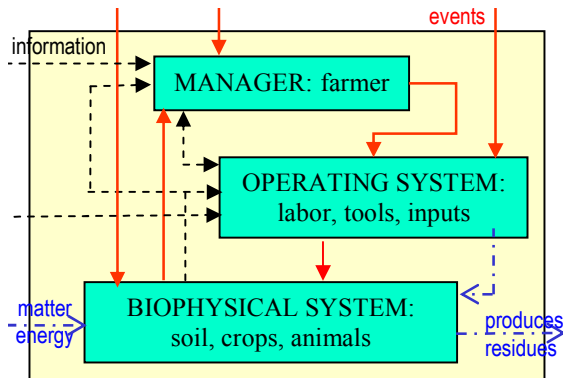 events
information
MANAGER: farmer
OPERATING SYSTEM:
labor, tools, inputs
matter
energy
BIOPHYSICAL SYSTEM:
soil, crops, animals
produces
residues